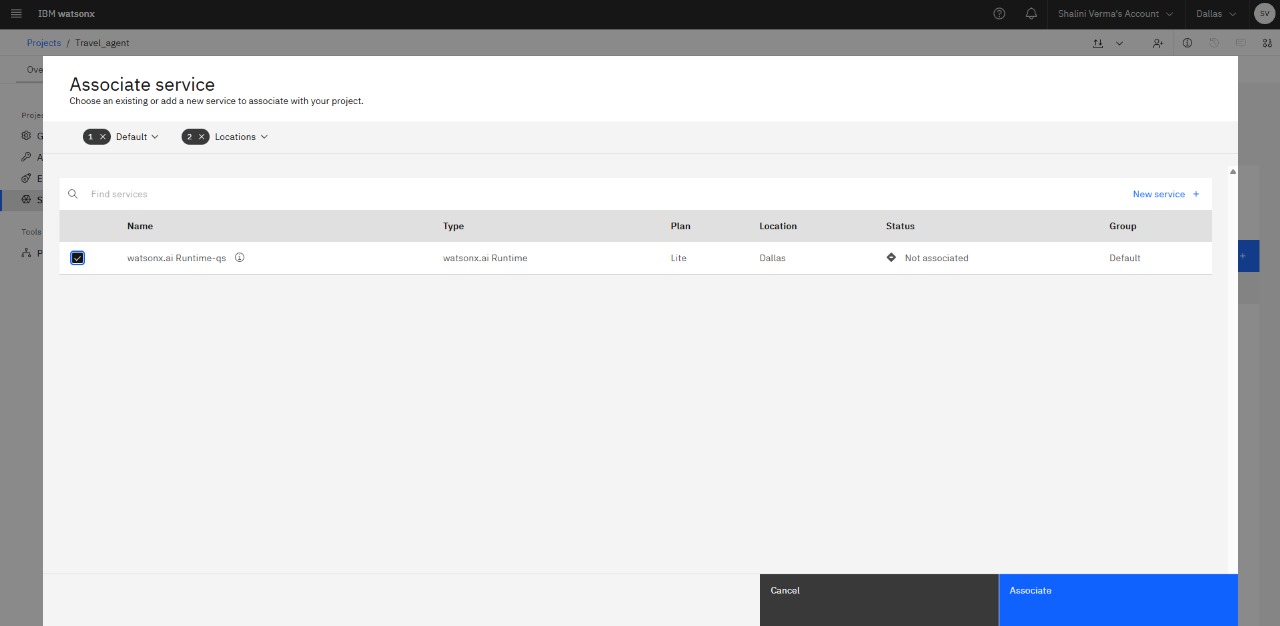 IBM watsonx
Shalini Verma's Account
Dallas
SV
Projects / Travel_agent
Ove
Associate service
Choose an existing or add a new service to associate with your project.
1 Default
2 Locations
Projec
G
A
E
S
Tools
P
Find services
New service +
Name Type Plan Location Status Group
watsonx.ai Runtime-qs watsonx.ai Runtime Lite Dallas Not associated Default
Cancel
Associate